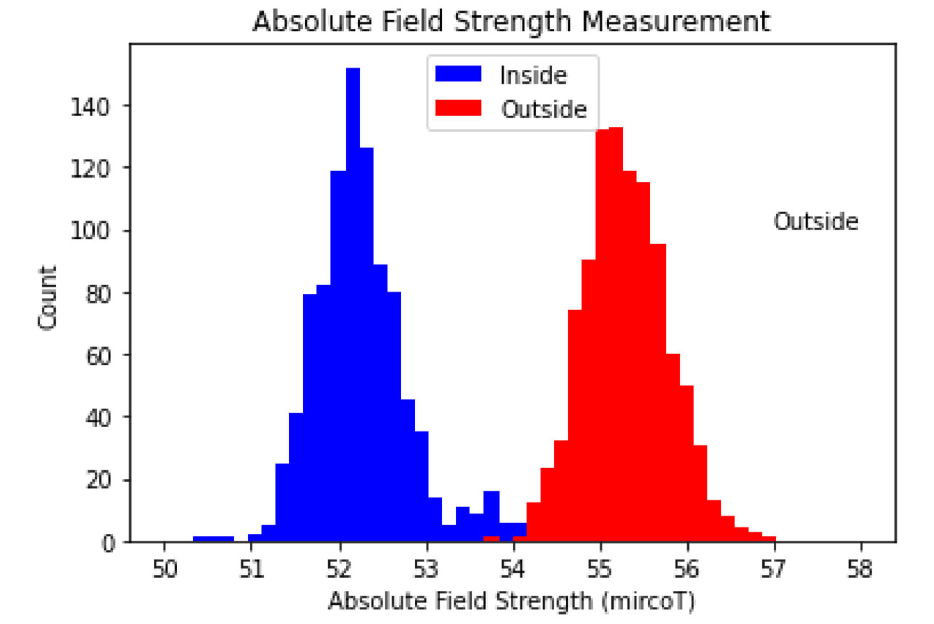 Absolute Field Strength Measurement
Inside
Outside
140
120
100
80
60
40
20
0
Count
Outside
50 51 52 53 54 55 56 57 58
Absolute Field Strength (mircoT)